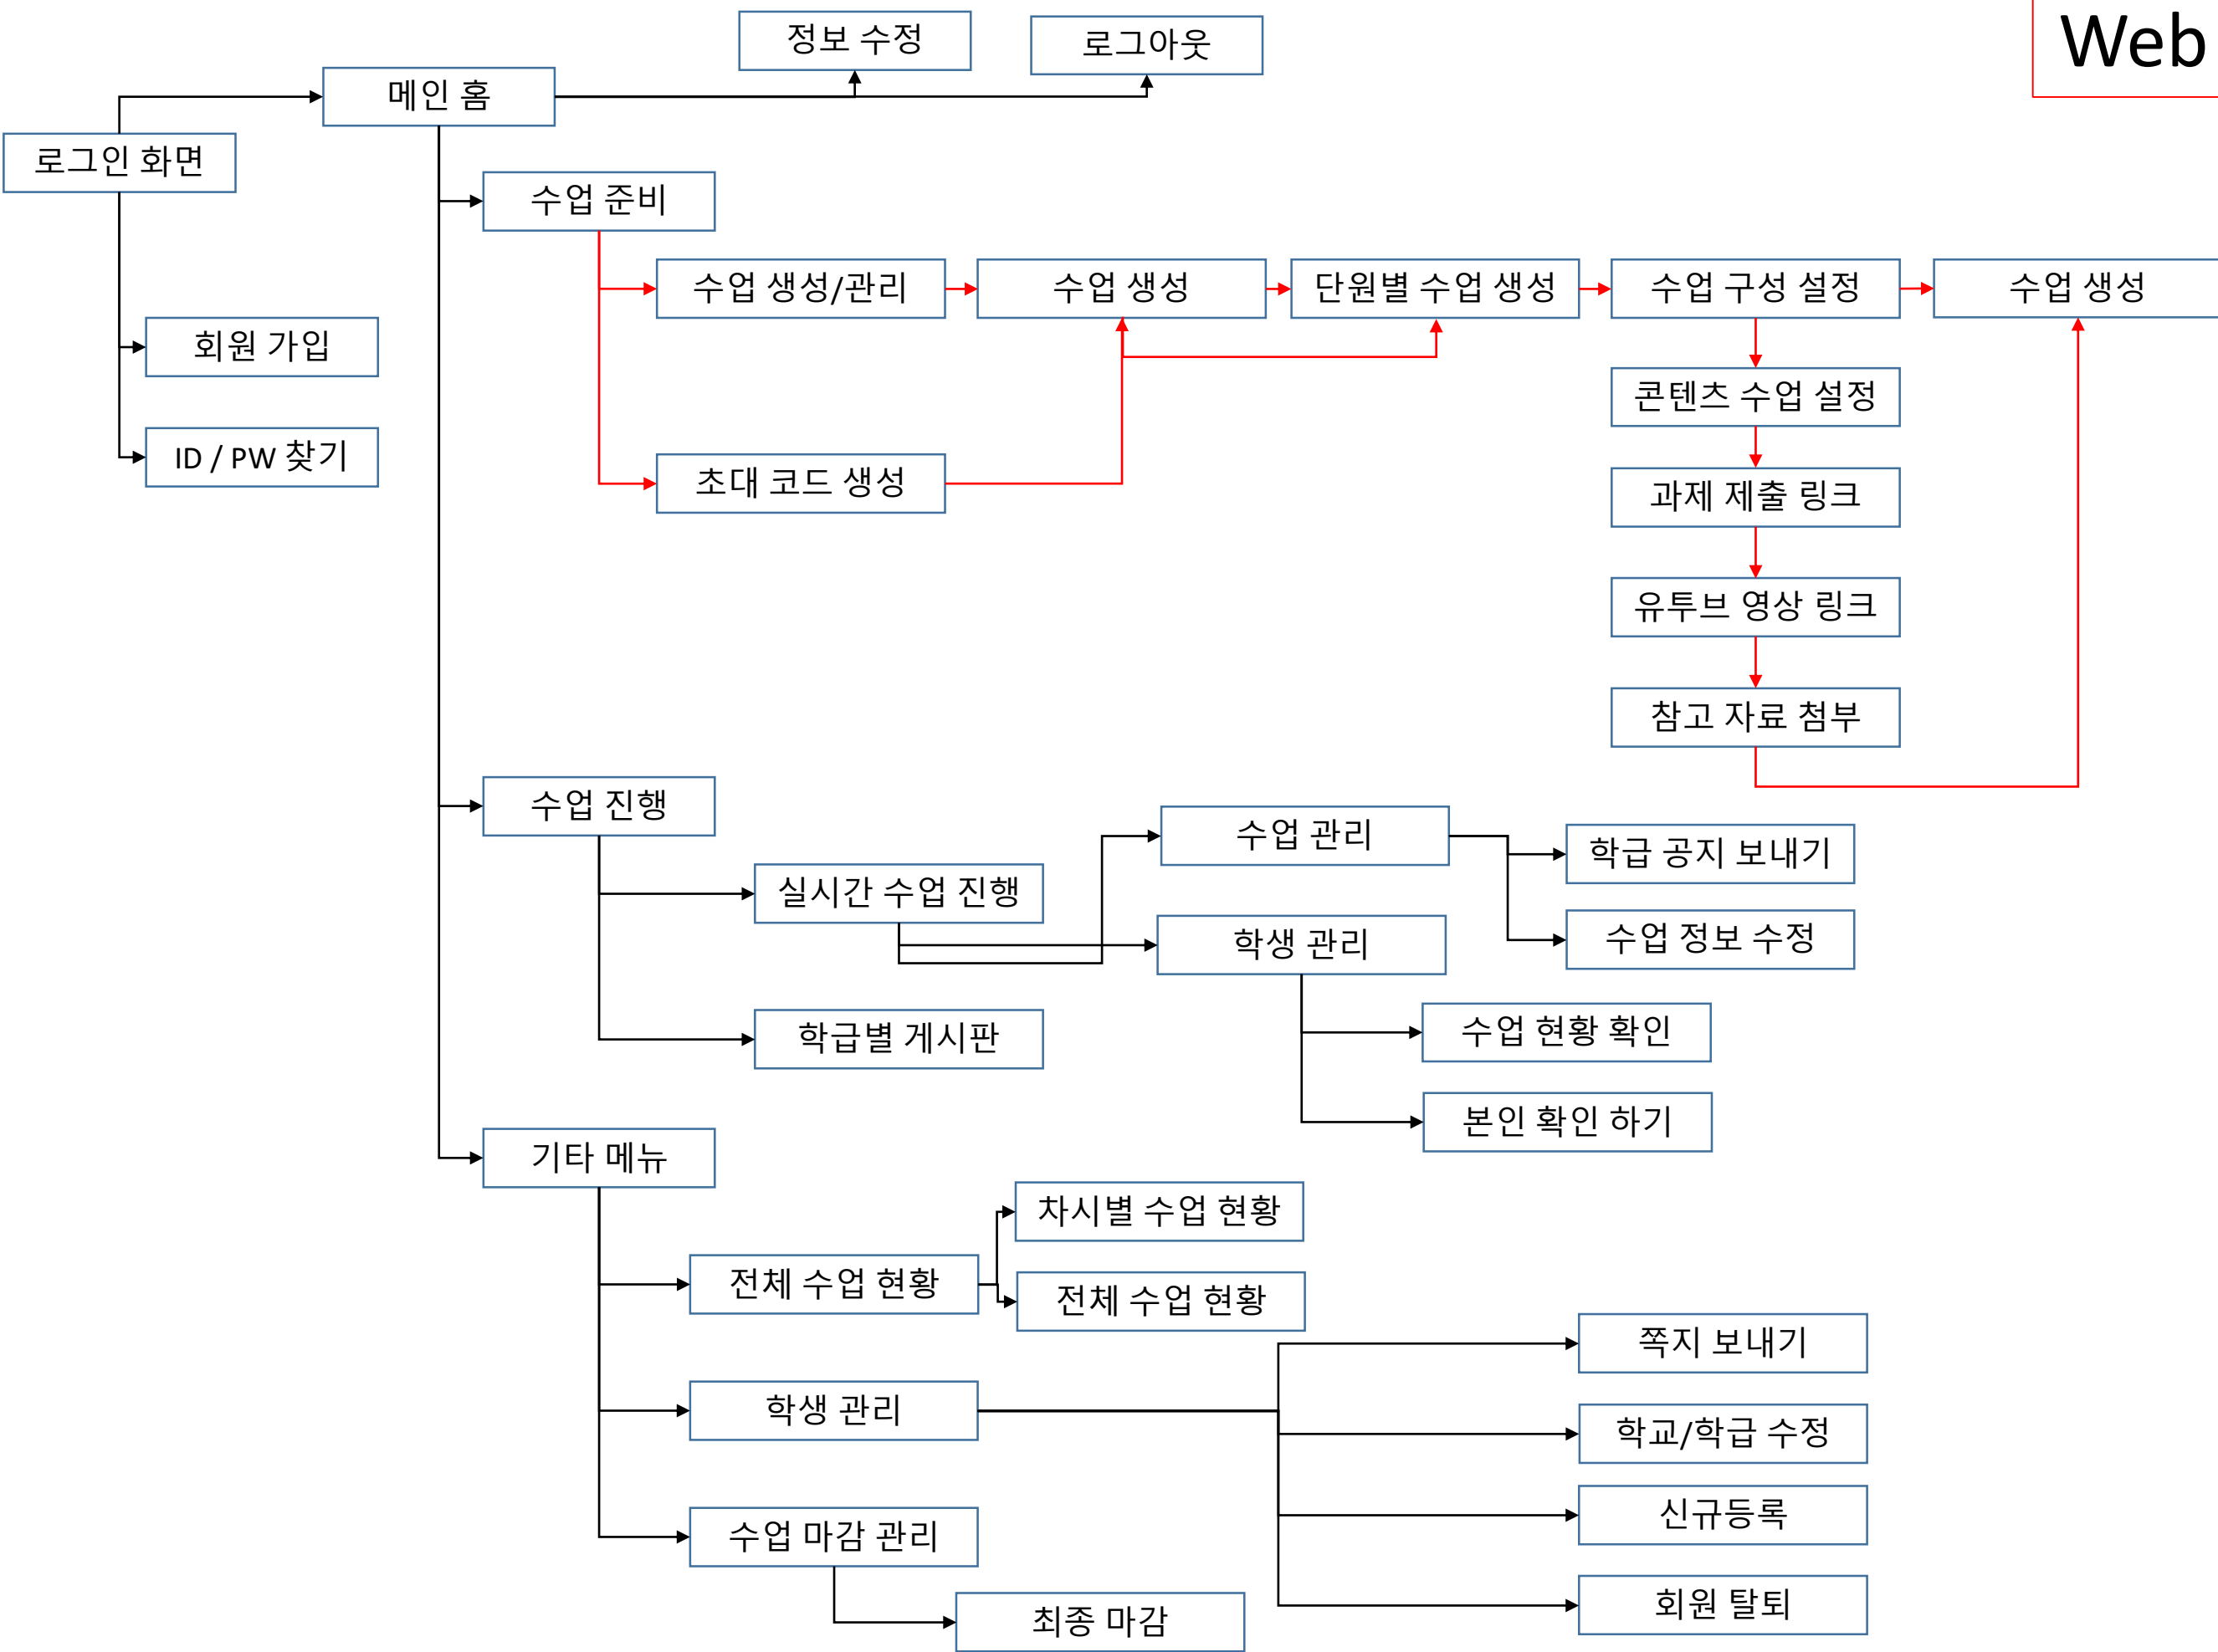 정보 수정
로그아웃
Web
메인 홈
로그인 화면
수업 준비
수업 생성/관리
수업 생성
단원별 수업 생성
수업 구성 설정
수업 생성
회원 가입
콘텐츠 수업 설정
ID / PW 찾기
초대 코드 생성
과제 제출 링크
유투브 영상 링크
참고 자료 첨부
수업 진행
수업 관리
학급 공지 보내기
실시간 수업 진행
학생 관리
수업 정보 수정
학급별 게시판
수업 현황 확인
본인 확인 하기
기타 메뉴
차시별 수업 현황
전체 수업 현황
전체 수업 현황
쪽지 보내기
학생 관리
학교/학급 수정
신규등록
수업 마감 관리
회원 탈퇴
최종 마감